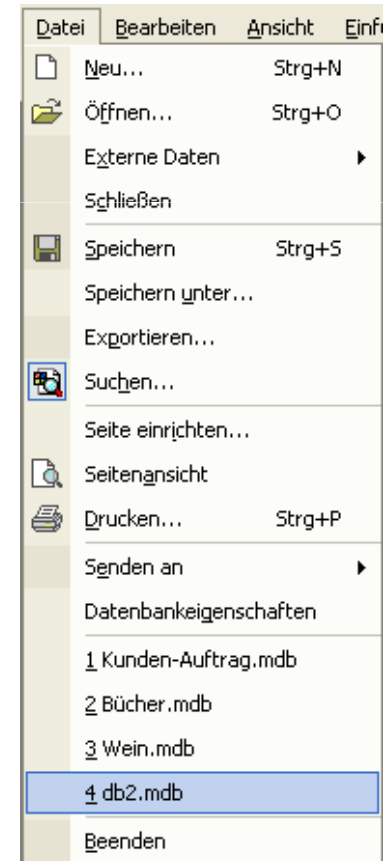 Datei Bearbeiten Ansicht Einf
Neu... Strg+N
Öffnen... Strg+O
Externe Daten
Schließen
Speichern Strg+S
Speichern unter...
Exportieren...
Suchen...
Seite einrichten...
Seitenansicht
Drucken... Strg+P
Senden an
Datenbankeigenschaften
1 Kunden-Auftrag.mdb
2 Bücher.mdb
3 Wein.mdb
4 db2.mdb
Beenden